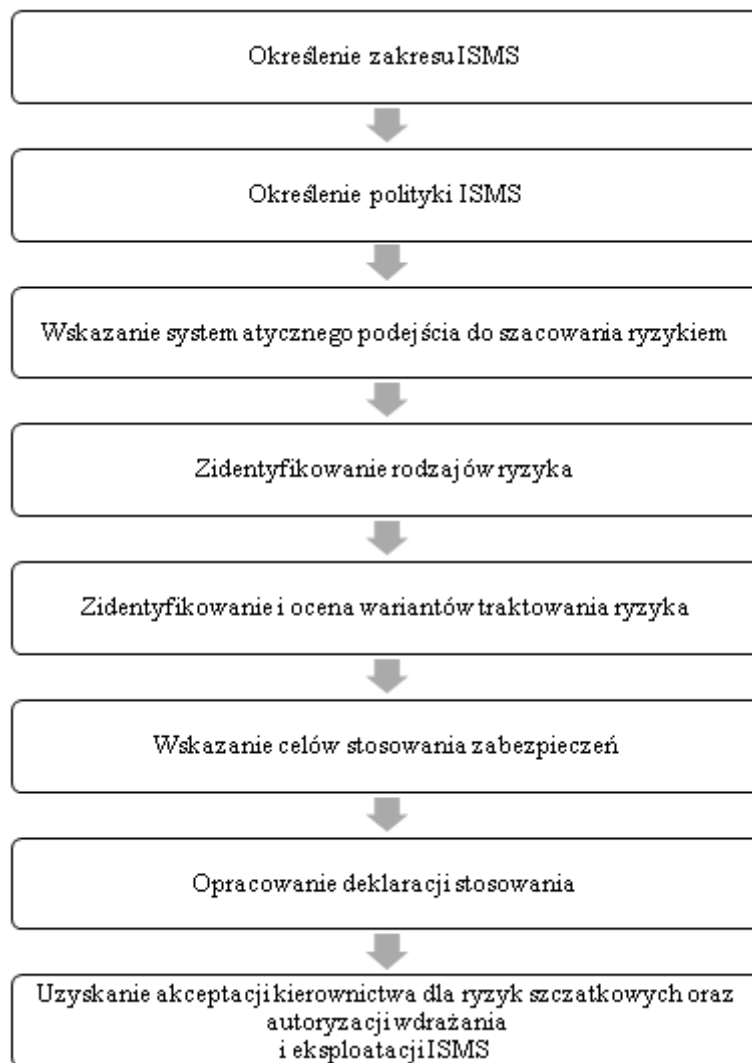 Określenie zakresu ISMS
Określenie polityki ISMS
Wskazanie systematycznego podejścia do szacowania ryzykiem
Zidentyfikowanie rodzajów ryzyka
Zidentyfikowanie i ocena wariantów traktowania ryzyka
Wskazanie celów stosowania zabezpieczeń
Opracowanie deklaracji stosowania
Uzyskanie akceptacji kierownictwa dla ryzyk szczatkowych oraz
autoryzacji wdrażania
i eksploatacji ISMS